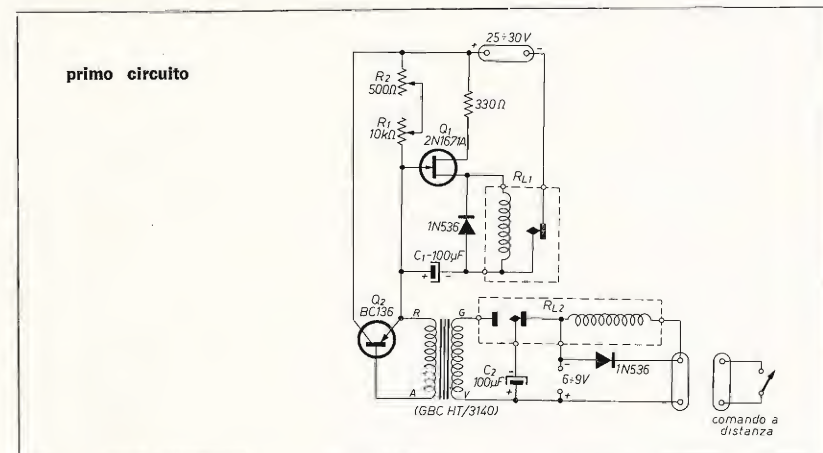 primo circuito
25÷30V
+
-
R2
500Ω
330Ω
R1
10kΩ
Q1
2N1671A
RL1
1N536
C1-100µF
+ -
Q2
BC136
R
G
RL2
C2
100µF
-
+
-
1N536
6÷9V
+
A
V
(GBC HT/3140)
comando a
distanza